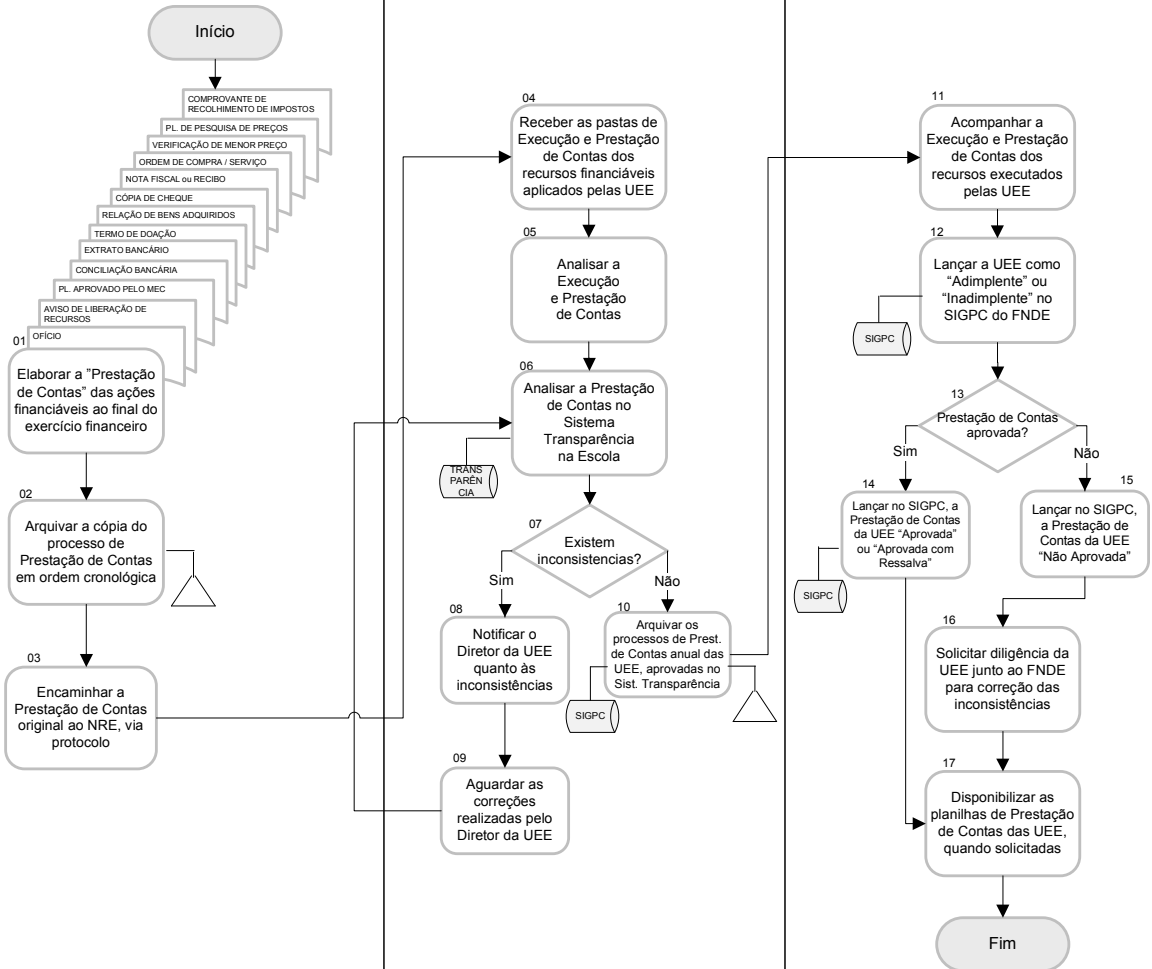 Início
COMPROVANTE DE
RECOLHIMENTO DE IMPOSTOS
PL. DE PESQUISA DE PREÇOS
VERIFICAÇÃO DE MENOR PREÇO
ORDEM DE COMPRA / SERVIÇO
NOTA FISCAL ou RECIBO
CÓPIA DE CHEQUE
RELAÇÃO DE BENS ADQUIRIDOS
TERMO DE DOAÇÃO
EXTRATO BANCÁRIO
CONCILIAÇÃO BANCÁRIA
PL. APROVADO PELO MEC
AVISO DE LIBERAÇÃO DE
RECURSOS
OFÍCIO
01
Elaborar a ”Prestação
de Contas” das ações
financiáveis ao final do
exercício financeiro
02
Arquivar a cópia do
processo de
Prestação de Contas
em ordem cronológica
03
Encaminhar a
Prestação de Contas
original ao NRE, via
protocolo
04
Receber as pastas de
Execução e Prestação
de Contas dos
recursos financiáveis
aplicados pelas UEE
05
Analisar a
Execução
e Prestação
de Contas
06
Analisar a Prestação
de Contas no
Sistema
Transparência
na Escola
TRANS
PARÊN
CIA
07
Existem
inconsistencias?
Sim
Não
08
Notificar o
Diretor da UEE
quanto às
inconsistências
09
Aguardar as
correções
realizadas pelo
Diretor da UEE
10
Arquivar os
processos de Prest.
de Contas anual das
UEE, aprovadas no
Sist. Transparência
SIGPC
11
Acompanhar a
Execução e Prestação
de Contas dos
recursos executados
pelas UEE
12
Lançar a UEE como
“Adimplente” ou
“Inadimplente” no
SIGPC do FNDE
SIGPC
13
Prestação de Contas
aprovada?
Sim
Não
14
Lançar no SIGPC, a
Prestação de Contas
da UEE “Aprovada”
ou “Aprovada com
Ressalva”
SIGPC
15
Lançar no SIGPC,
a Prestação de
Contas da UEE
“Não Aprovada”
16
Solicitar diligência da
UEE junto ao FNDE
para correção das
inconsistências
17
Disponibilizar as
planilhas de Prestação
de Contas das UEE,
quando solicitadas
Fim